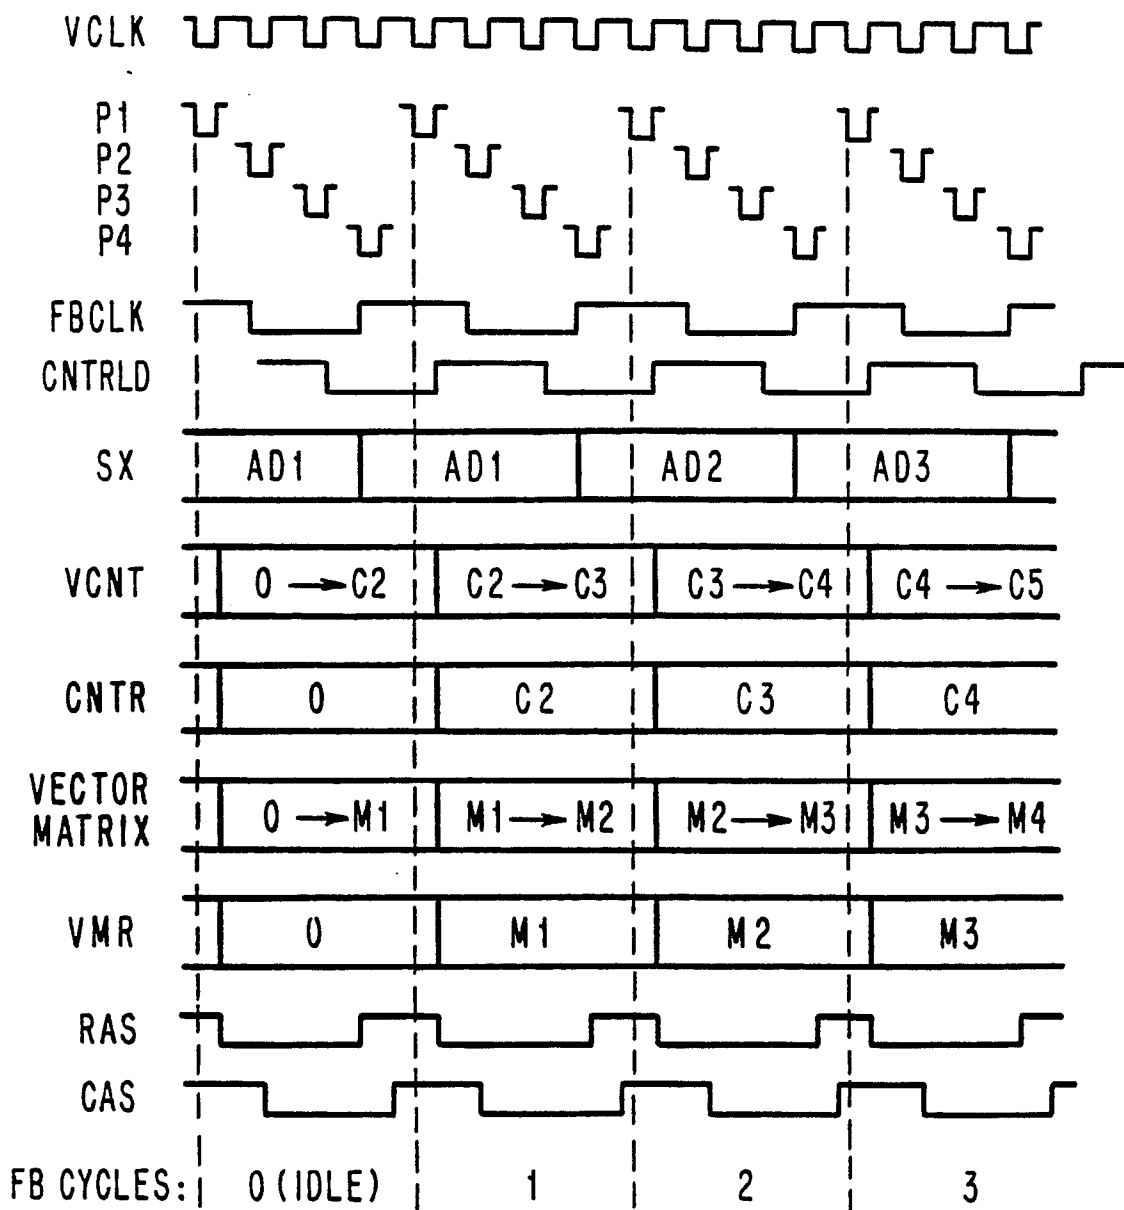 VCLK
P1
P2
P3
P4
FBCLK
CNTRLD
SX AD1 AD1 AD2 AD3
VCNT 0 → C2 C2 → C3 C3 → C4 C4 → C5
CNTR 0 C2 C3 C4
VECTOR
MATRIX 0 → M1 M1 → M2 M2 → M3 M3 → M4
VMR 0 M1 M2 M3
RAS
CAS
FB CYCLES: 0 (IDLE) 1 2 3